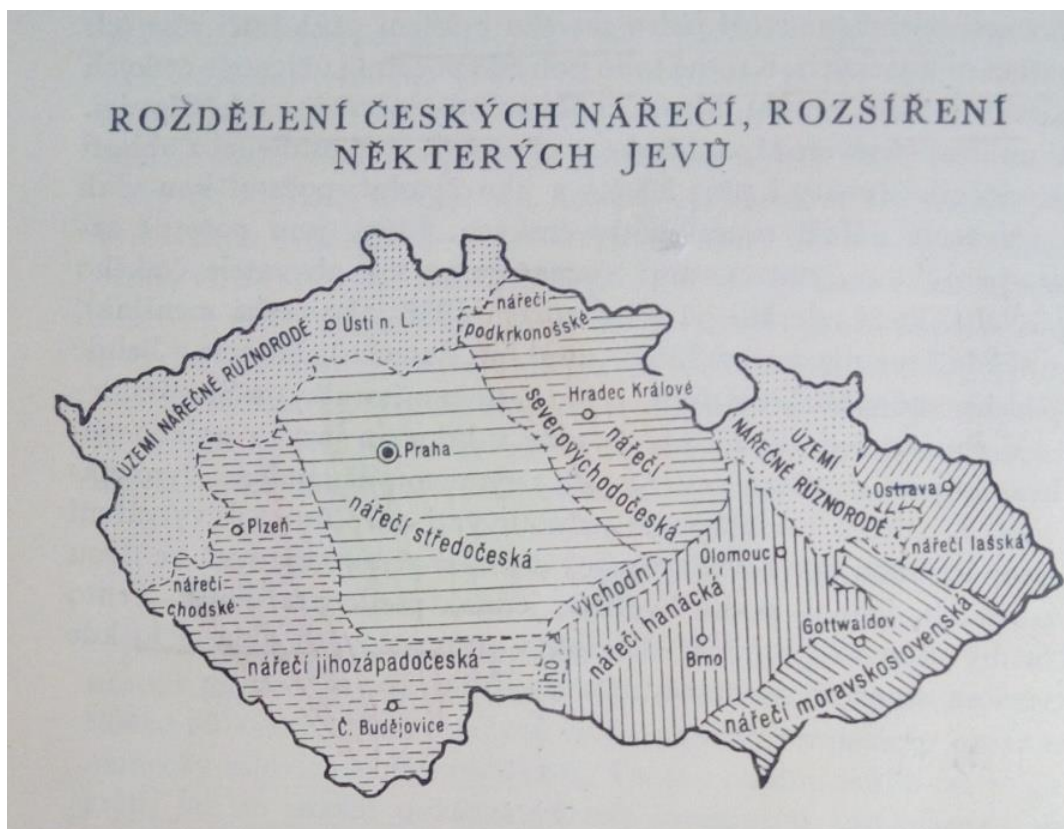 ROZDĚLENÍ ČESKÝCH NÁŘEČÍ, ROZŠÍŘENÍ
NĚKTERÝCH JEVŮ
ÚZEMÍ NÁŘEČNĚ RŮZNORODÉ
Ústí n. L.
nářečí
podkrkonošské
Hradec Králové
nářečí
severovýchodočeská
Praha
nářečí středočeská
Plzeň
nářečí
chodské
nářečí jihozápadočeská
Č. Budějovice
jiho
východní
nářečí hanácká
Olomouc
Brno
ÚZEMÍ
NÁŘEČNĚ RŮZNORODÉ
Ostrava
nářečí lašská
Gottwaldov
nářečí moravskoslovenská